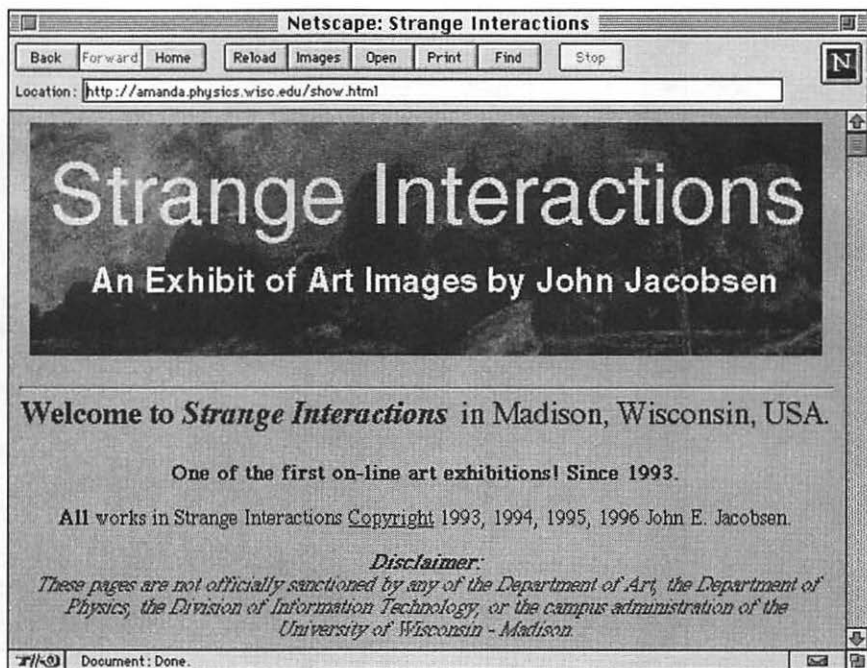 Netscape: Strange Interactions
Back Forward Home Reload Images Open Print Find Stop
N
Location: http://amanda.physics.wisc.edu/show.html
Strange Interactions
An Exhibit of Art Images by John Jacobsen
Welcome to Strange Interactions in Madison, Wisconsin, USA.
One of the first on-line art exhibitions! Since 1993.
All works in Strange Interactions Copyright 1993, 1994, 1995, 1996 John E. Jacobsen.
Disclaimer:
These pages are not officially sanctioned by any of the Department of Art, the Department of
Physics, the Division of Information Technology, or the campus administration of the
University of Wisconsin - Madison.
Document: Done.